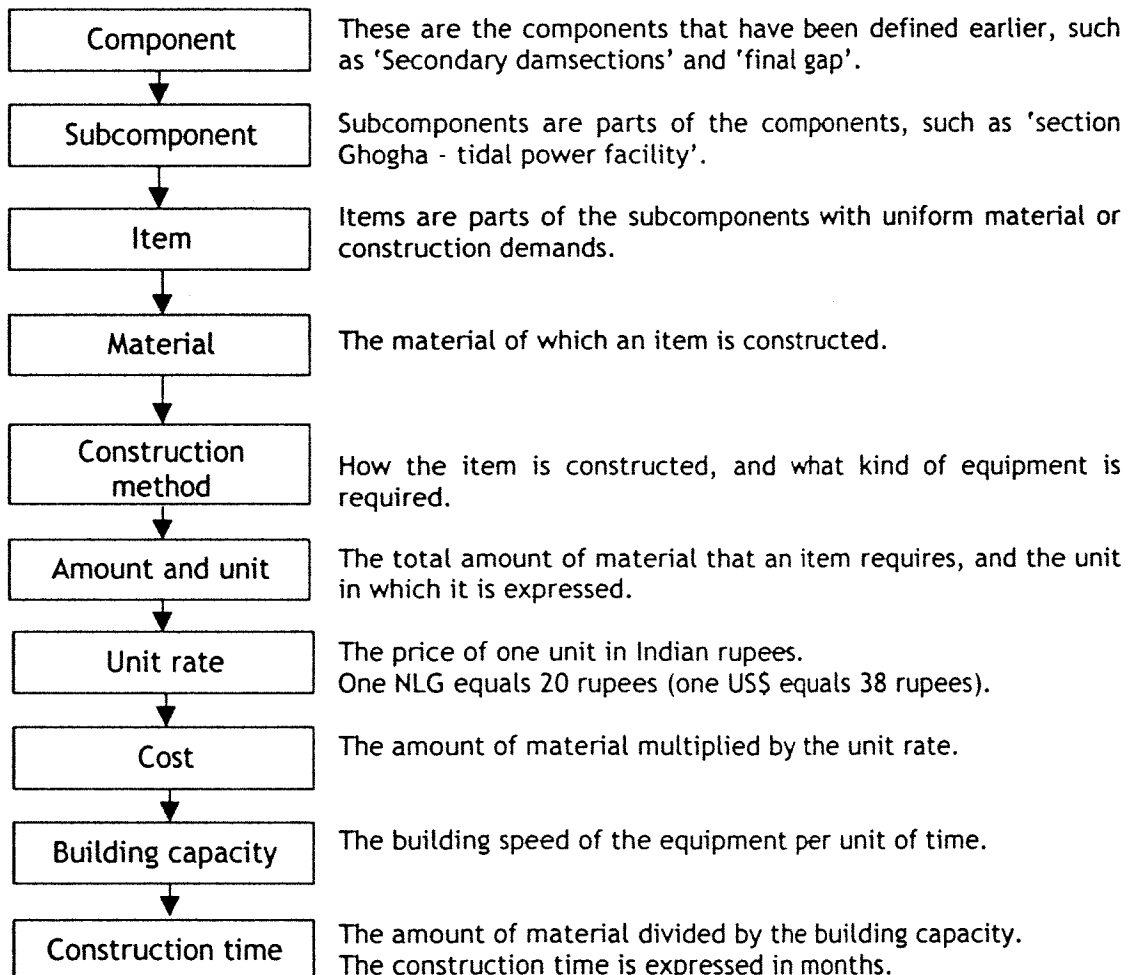 Component
These are the components that have been defined earlier, such
as 'Secondary damsections' and 'final gap'.
Subcomponent
Subcomponents are parts of the components, such as 'section
Ghogha - tidal power facility'.
Item
Items are parts of the subcomponents with uniform material or
construction demands.
Material
The material of which an item is constructed.
Construction
method
How the item is constructed, and what kind of equipment is
required.
Amount and unit
The total amount of material that an item requires, and the unit
in which it is expressed.
Unit rate
The price of one unit in Indian rupees.
One NLG equals 20 rupees (one US$ equals 38 rupees).
Cost
The amount of material multiplied by the unit rate.
Building capacity
The building speed of the equipment per unit of time.
Construction time
The amount of material divided by the building capacity.
The construction time is expressed in months.